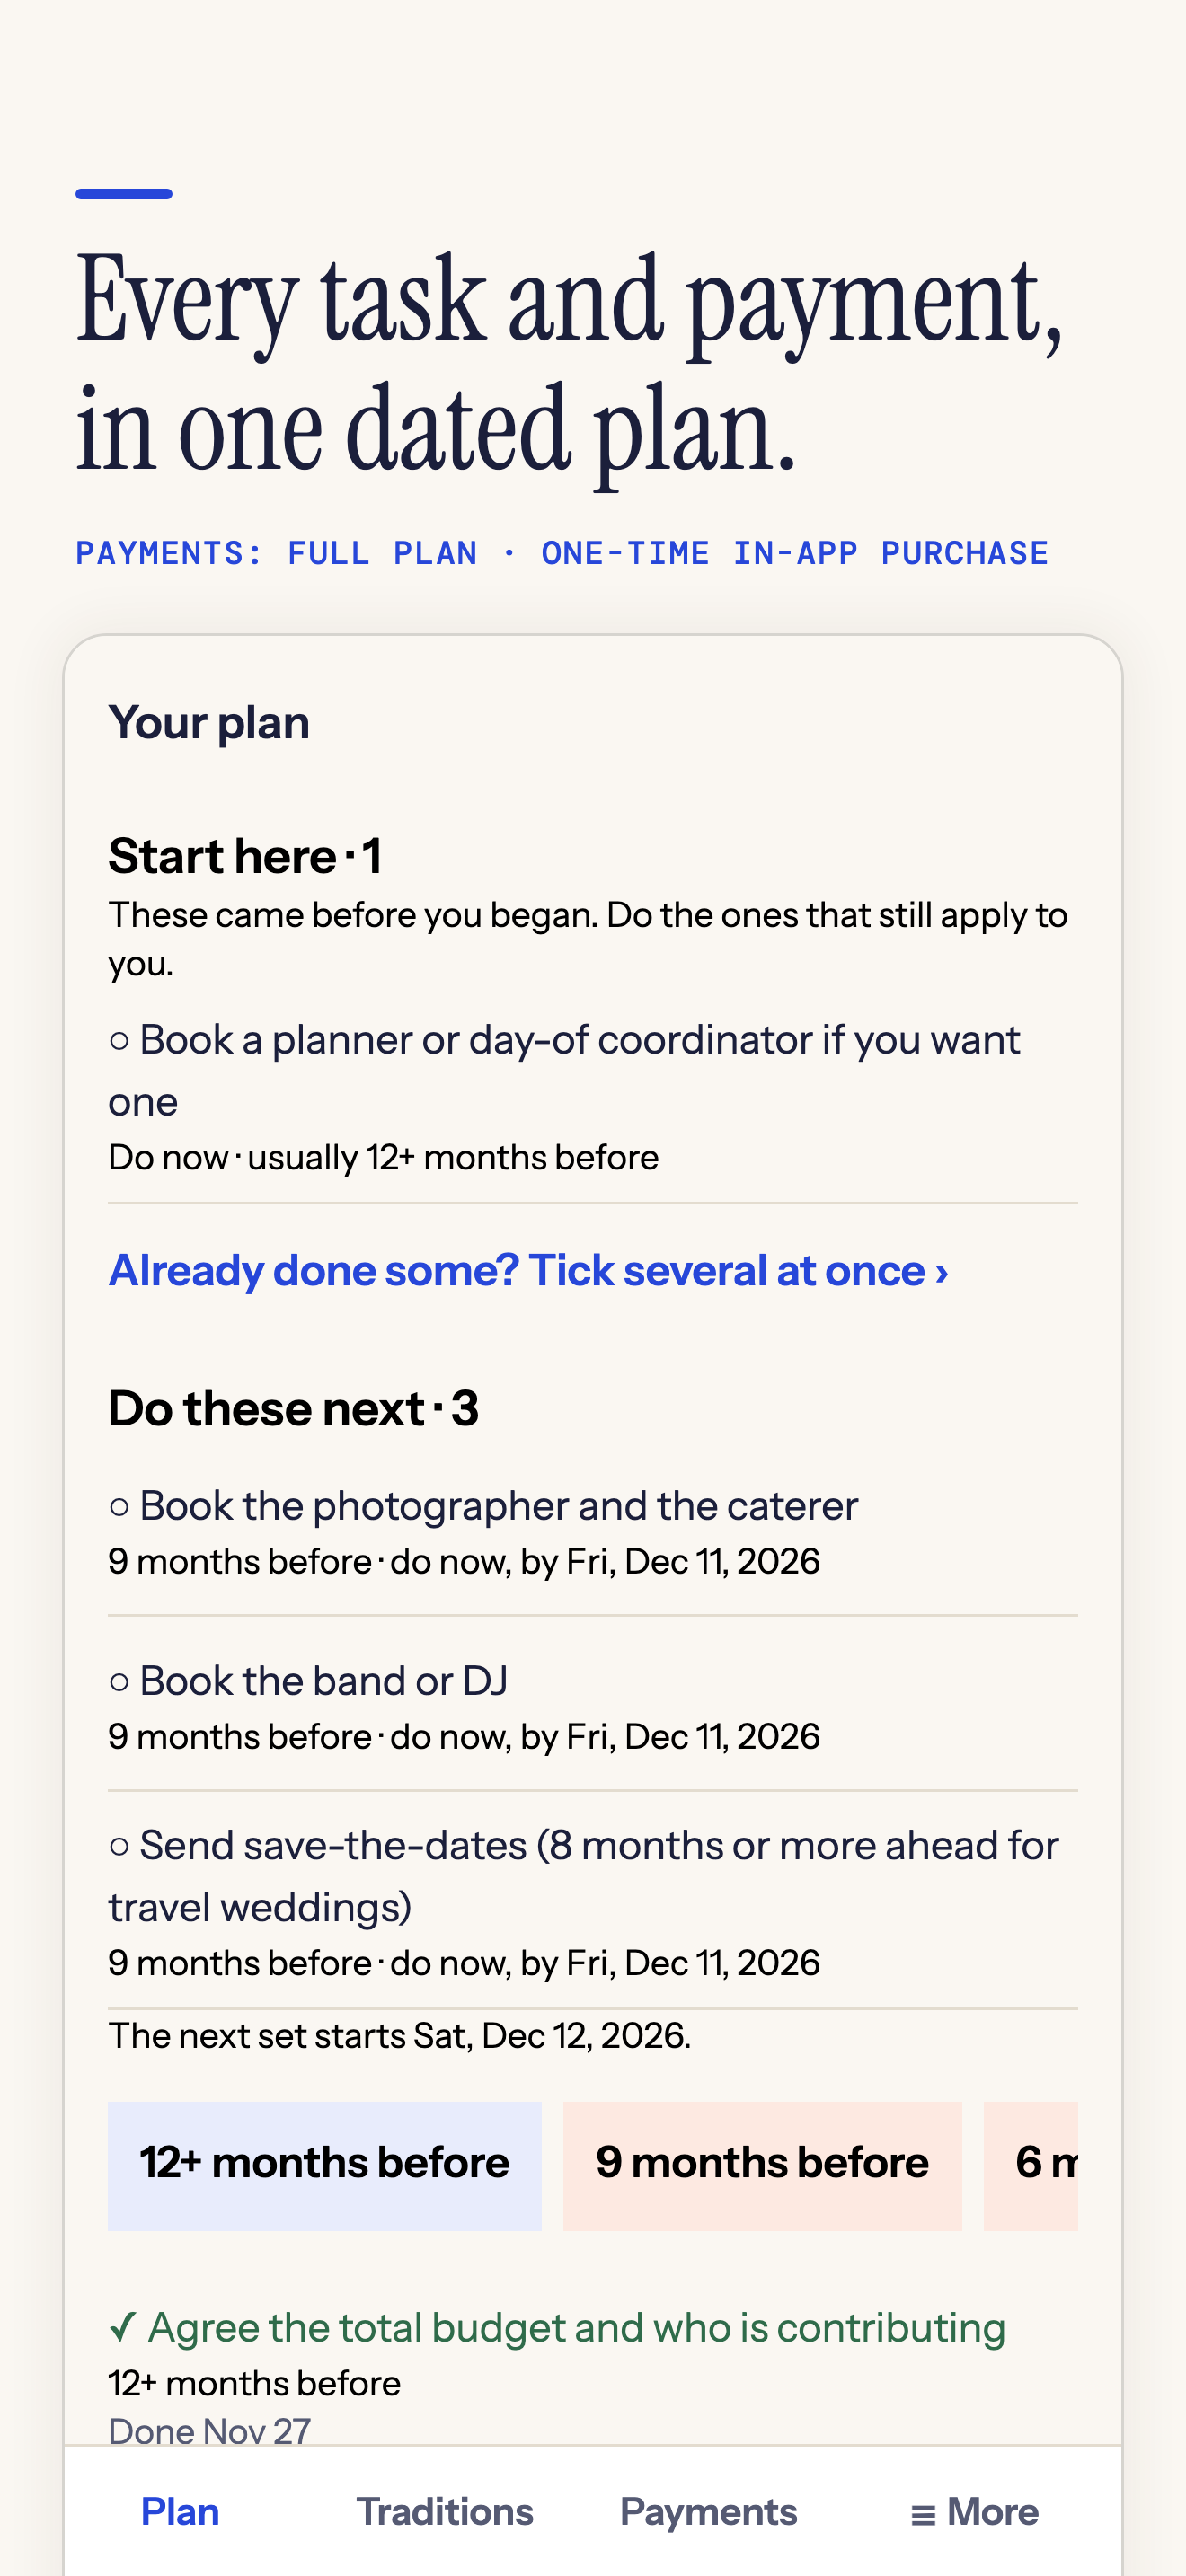 Every task and payment,
in one dated plan.
PAYMENTS: FULL PLAN · ONE-TIME IN-APP PURCHASE
Your plan
Start here · 1
These came before you began. Do the ones that still apply to
you.
○ Book a planner or day-of coordinator if you want
one
Do now · usually 12+ months before
Already done some? Tick several at once ›
Do these next · 3
○ Book the photographer and the caterer
9 months before · do now, by Fri, Dec 11, 2026
○ Book the band or DJ
9 months before · do now, by Fri, Dec 11, 2026
○ Send save-the-dates (8 months or more ahead for
travel weddings)
9 months before · do now, by Fri, Dec 11, 2026
The next set starts Sat, Dec 12, 2026.
12+ months before 9 months before 6 m
✓ Agree the total budget and who is contributing
12+ months before
Done Nov 27
Plan Traditions Payments ≡ More